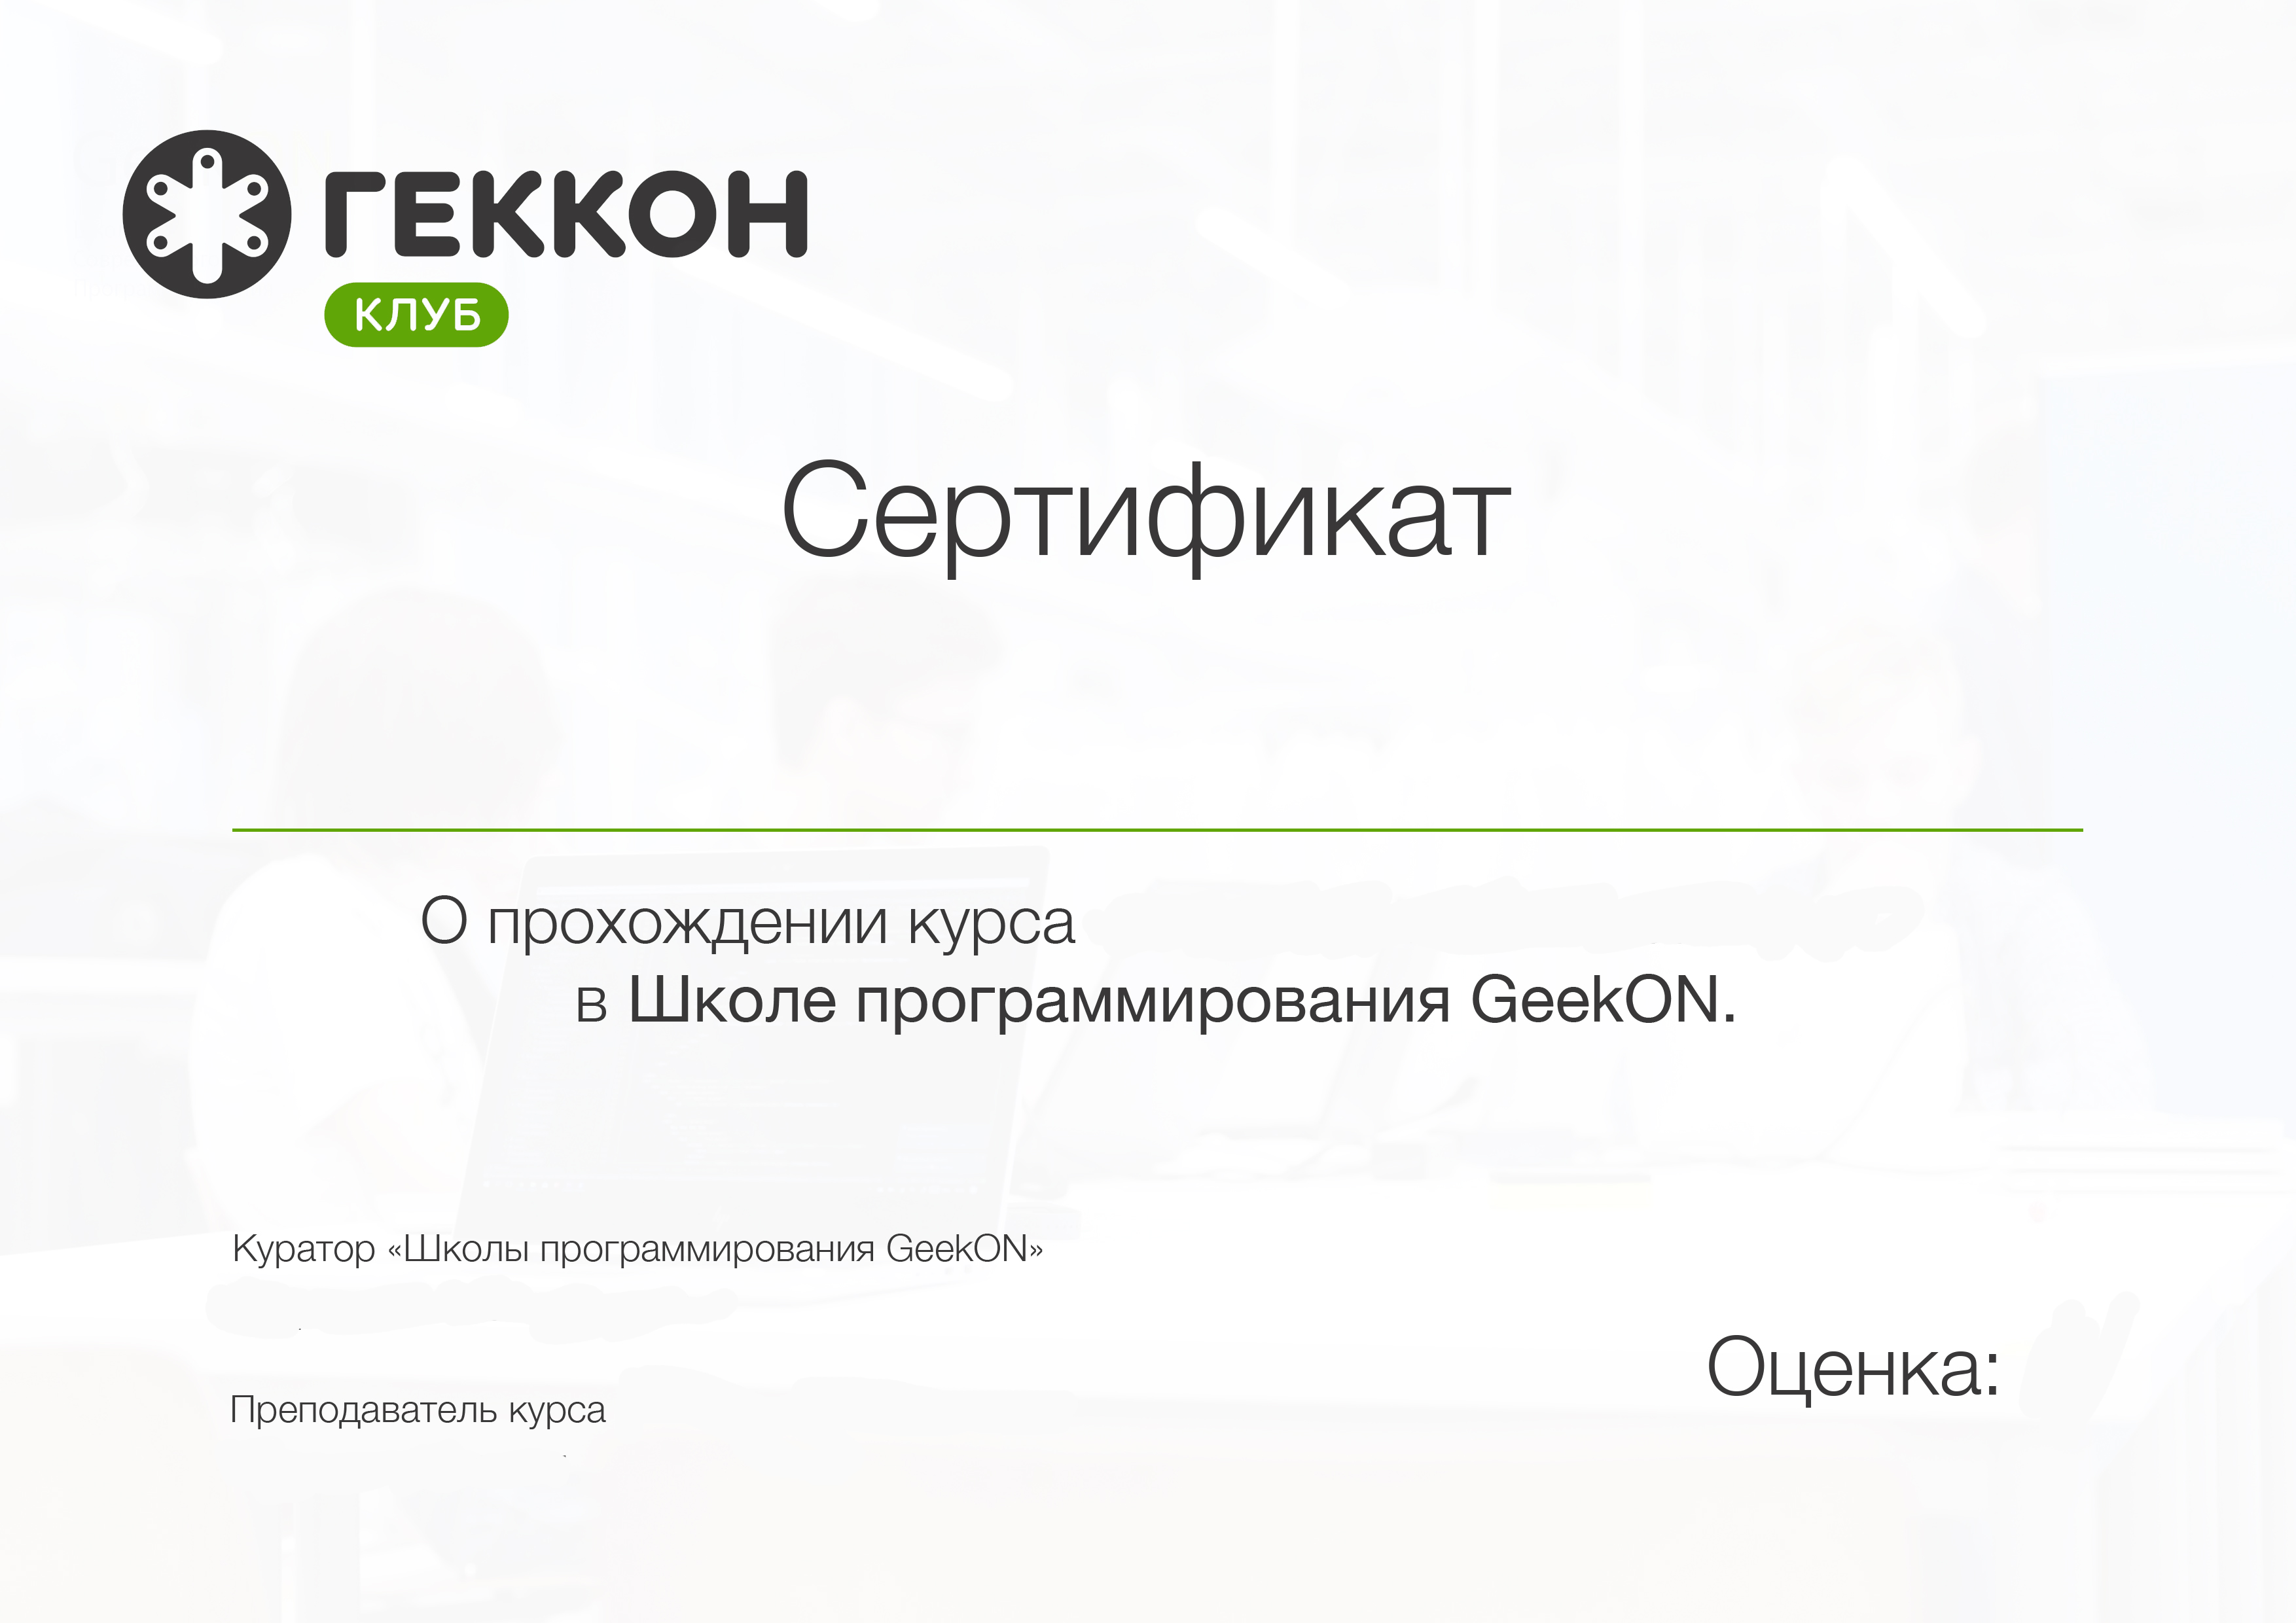 ГЕККОН
КЛУБ
Сертификат
О прохождении курса
в Школе программирования GeekON.
Куратор «Школы программирования GeekON»
Оценка:
Преподаватель курса